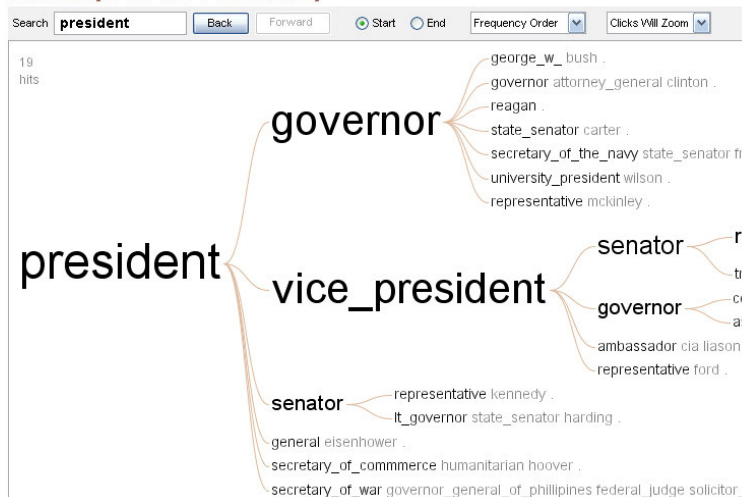 Search president Back Forward Start End Frequency Order Clicks Will Zoom
19
hits
president
governor
george_w_ bush .
governor attorney_general clinton .
reagan .
state_senator carter .
secretary_of_the_navy state_senator
university_president wilson .
representative mckinley .
vice_president
senator
governor
ambassador cia liason
representative ford .
senator
representative kennedy .
lt_governor state_senator harding .
general eisenhower .
secretary_of_commmerce humanitarian hoover .
secretary_of_war governor_general_of_phillipines federal_judge solicitor